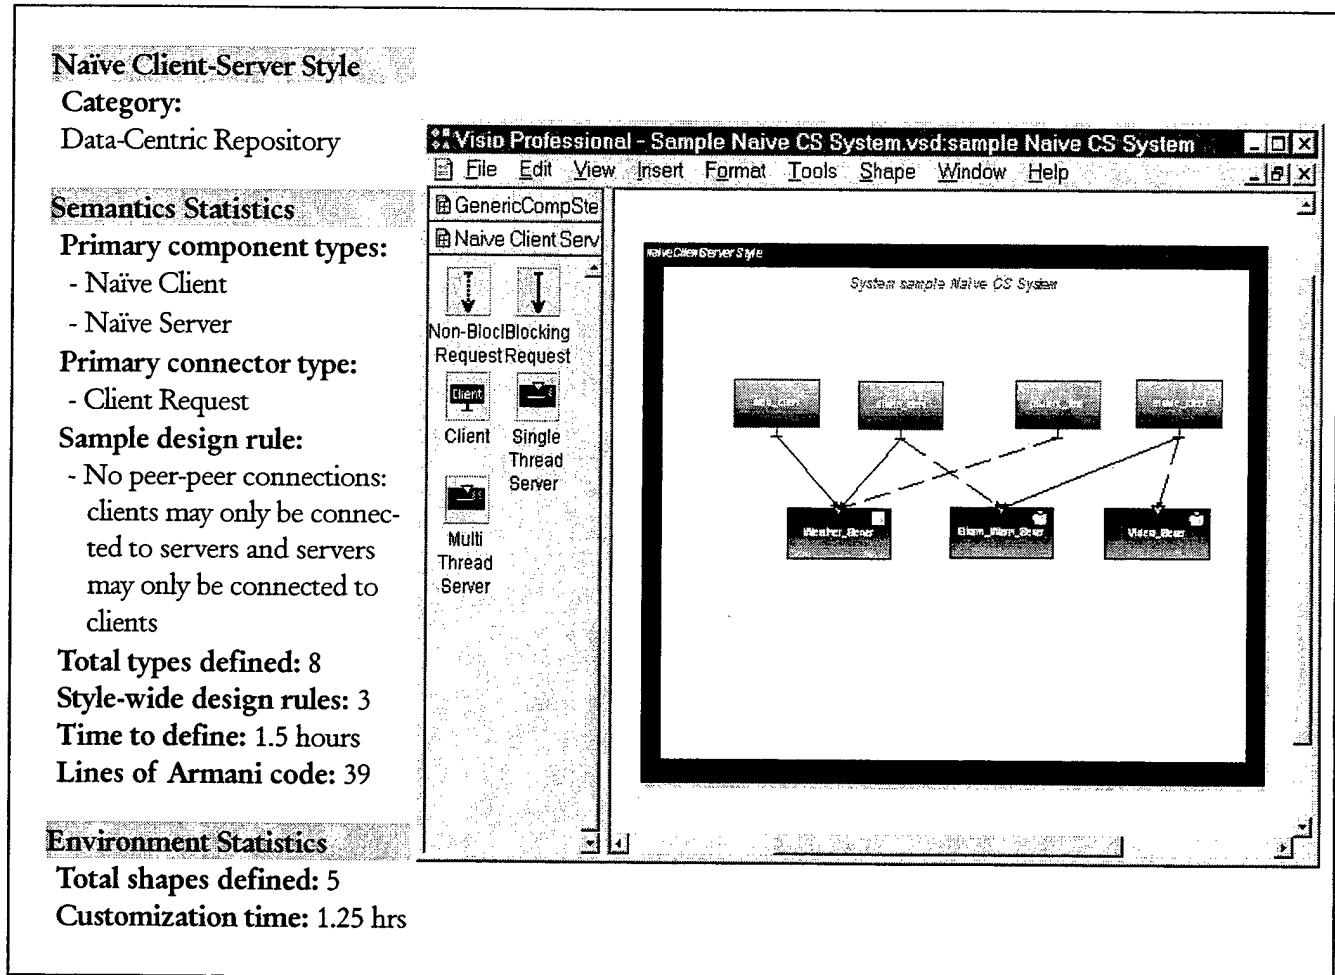 Naïve Client-Server Style
Category:
Data-Centric Repository
Semantics Statistics
Primary component types:
- Naïve Client
- Naïve Server
Primary connector type:
- Client Request
Sample design rule:
- No peer-peer connections:
clients may only be connec-
ted to servers and servers
may only be connected to
clients
Total types defined: 8
Style-wide design rules: 3
Time to define: 1.5 hours
Lines of Armani code: 39
Environment Statistics
Total shapes defined: 5
Customization time: 1.25 hrs
Visio Professional - Sample Naive CS System.vsd:sample Naive CS System
File Edit View Insert Format Tools Shape Window Help
GenericCompSte
Naive Client Serv
Non-Blocl Blocking
Request Request
Client
Client
Single
Thread
Server
Multi
Thread
Server
System sample Naive CS System